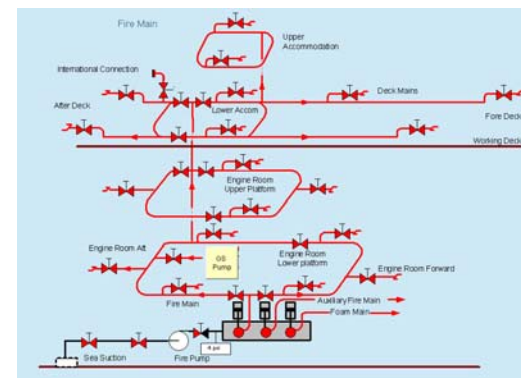 Fire Main
Upper
Accommodation
International Connection
Deck Mains
After Deck
Lower Accom
Fore Deck
Working Deck
Engine Room
Upper Platform
Engine Room Aft
GS
Pump
Engine Room
Lower platform
Engine Room Forward
Fire Main
Auxiliary Fire Main
Foam Main
Sea Suction
Fire Pump